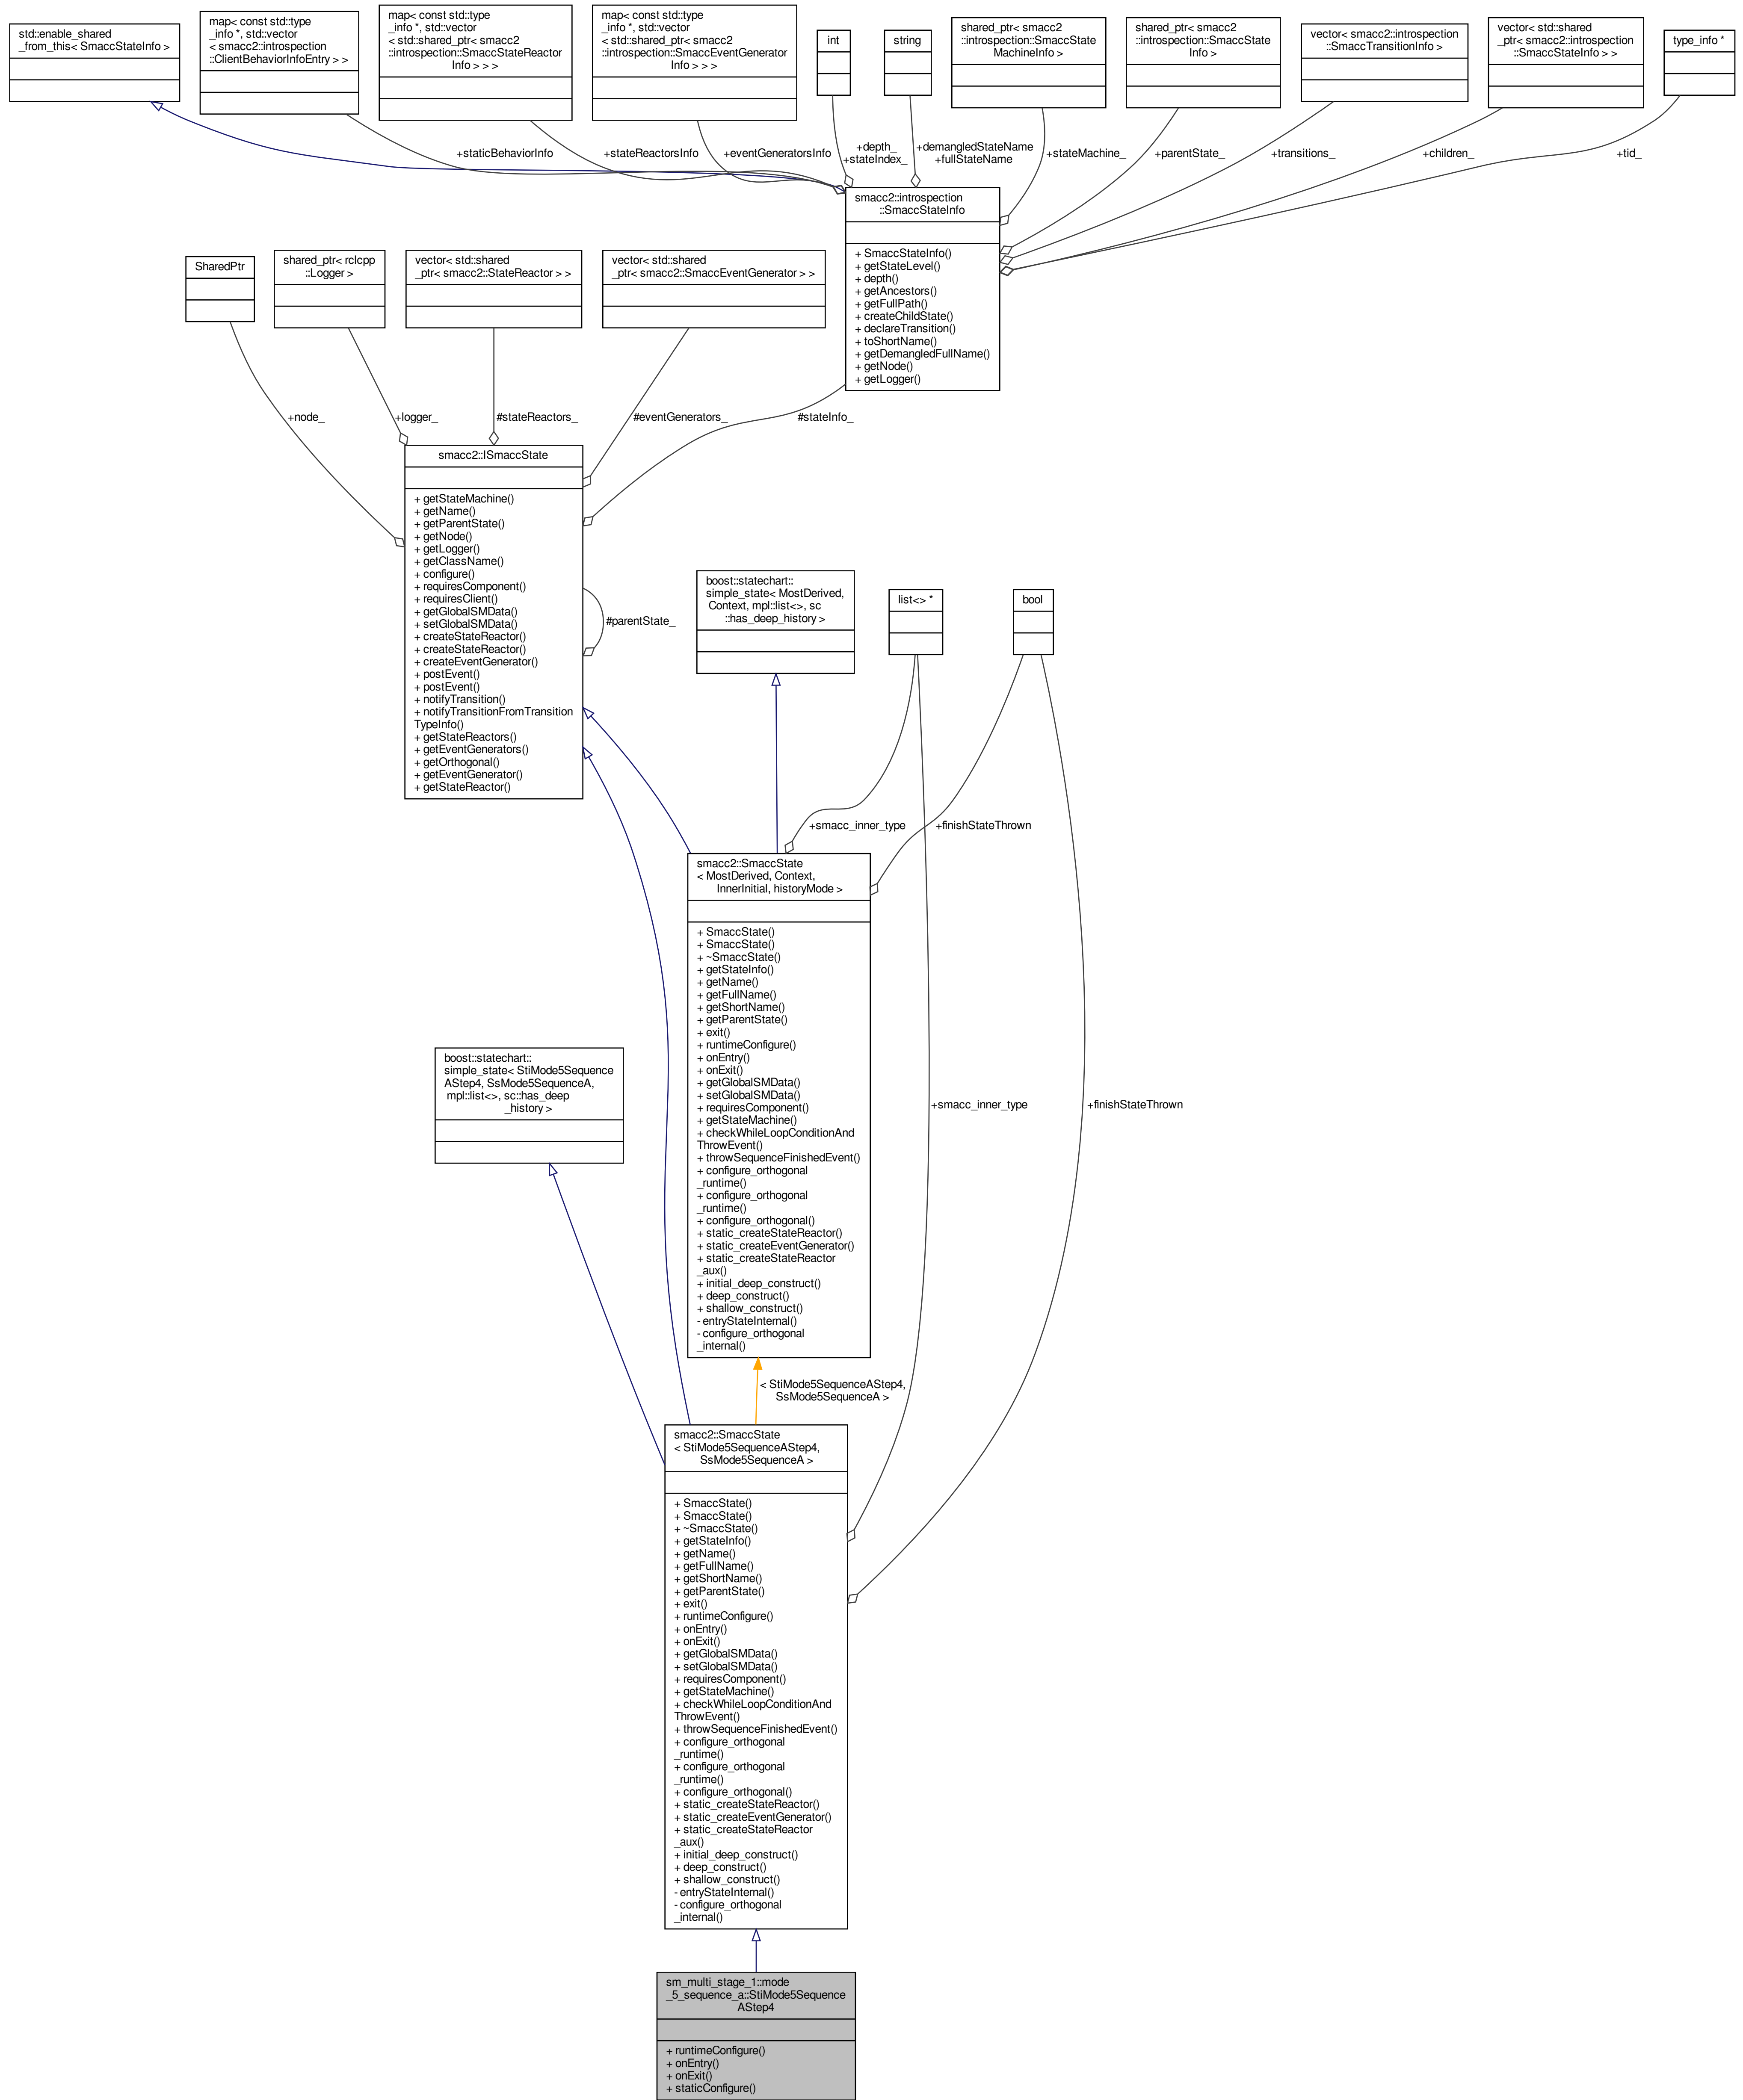 std::enable_shared
_from_this< SmaccStateInfo >
map< const std::type
_info *, std::vector
< smacc2::introspection
::ClientBehaviorInfoEntry > >
map< const std::type
_info *, std::vector
< std::shared_ptr< smacc2
::introspection::SmaccStateReactor
Info > > >
map< const std::type
_info *, std::vector
< std::shared_ptr< smacc2
::introspection::SmaccEventGenerator
Info > > >
int
string
shared_ptr< smacc2
::introspection::SmaccState
MachineInfo >
shared_ptr< smacc2
::introspection::SmaccState
Info >
vector< smacc2::introspection
::SmaccTransitionInfo >
vector< std::shared
_ptr< smacc2::introspection
::SmaccStateInfo > >
type_info *
+staticBehaviorInfo
+stateReactorsInfo
+eventGeneratorsInfo
+depth_
+stateIndex_
+demangledStateName
+fullStateName
+stateMachine_
+parentState_
+transitions_
+children_
+tid_
smacc2::introspection
::SmaccStateInfo
+ SmaccStateInfo()
+ getStateLevel()
+ depth()
+ getAncestors()
+ getFullPath()
+ createChildState()
+ declareTransition()
+ toShortName()
+ getDemangledFullName()
+ getNode()
+ getLogger()
SharedPtr
shared_ptr< rclcpp
::Logger >
vector< std::shared
_ptr< smacc2::StateReactor > >
vector< std::shared
_ptr< smacc2::SmaccEventGenerator > >
+node_
+logger_
#stateReactors_
#eventGenerators_
#stateInfo_
smacc2::ISmaccState
+ getStateMachine()
+ getName()
+ getParentState()
+ getNode()
+ getLogger()
+ getClassName()
+ configure()
+ requiresComponent()
+ requiresClient()
+ getGlobalSMData()
+ setGlobalSMData()
+ createStateReactor()
+ createStateReactor()
+ createEventGenerator()
+ postEvent()
+ postEvent()
+ notifyTransition()
+ notifyTransitionFromTransition
TypeInfo()
+ getStateReactors()
+ getEventGenerators()
+ getOrthogonal()
+ getEventGenerator()
+ getStateReactor()
#parentState_
boost::statechart::
simple_state< MostDerived,
Context, mpl::list<>, sc
::has_deep_history >
list<> *
bool
+smacc_inner_type
+finishStateThrown
smacc2::SmaccState
< MostDerived, Context,
InnerInitial, historyMode >
+ SmaccState()
+ SmaccState()
+ ~SmaccState()
+ getStateInfo()
+ getName()
+ getFullName()
+ getShortName()
+ getParentState()
+ exit()
+ runtimeConfigure()
+ onEntry()
+ onExit()
+ getGlobalSMData()
+ setGlobalSMData()
+ requiresComponent()
+ getStateMachine()
+ checkWhileLoopConditionAnd
ThrowEvent()
+ throwSequenceFinishedEvent()
+ configure_orthogonal
_runtime()
+ configure_orthogonal
_runtime()
+ configure_orthogonal()
+ static_createStateReactor()
+ static_createEventGenerator()
+ static_createStateReactor
_aux()
+ initial_deep_construct()
+ deep_construct()
+ shallow_construct()
- entryStateInternal()
- configure_orthogonal
_internal()
boost::statechart::
simple_state< StiMode5Sequence
AStep4, SsMode5SequenceA,
mpl::list<>, sc::has_deep
_history >
+smacc_inner_type
+finishStateThrown
< StiMode5SequenceAStep4,
SsMode5SequenceA >
smacc2::SmaccState
< StiMode5SequenceAStep4,
SsMode5SequenceA >
+ SmaccState()
+ SmaccState()
+ ~SmaccState()
+ getStateInfo()
+ getName()
+ getFullName()
+ getShortName()
+ getParentState()
+ exit()
+ runtimeConfigure()
+ onEntry()
+ onExit()
+ getGlobalSMData()
+ setGlobalSMData()
+ requiresComponent()
+ getStateMachine()
+ checkWhileLoopConditionAnd
ThrowEvent()
+ throwSequenceFinishedEvent()
+ configure_orthogonal
_runtime()
+ configure_orthogonal
_runtime()
+ configure_orthogonal()
+ static_createStateReactor()
+ static_createEventGenerator()
+ static_createStateReactor
_aux()
+ initial_deep_construct()
+ deep_construct()
+ shallow_construct()
- entryStateInternal()
- configure_orthogonal
_internal()
sm_multi_stage_1::mode
_5_sequence_a::StiMode5Sequence
AStep4
+ runtimeConfigure()
+ onEntry()
+ onExit()
+ staticConfigure()